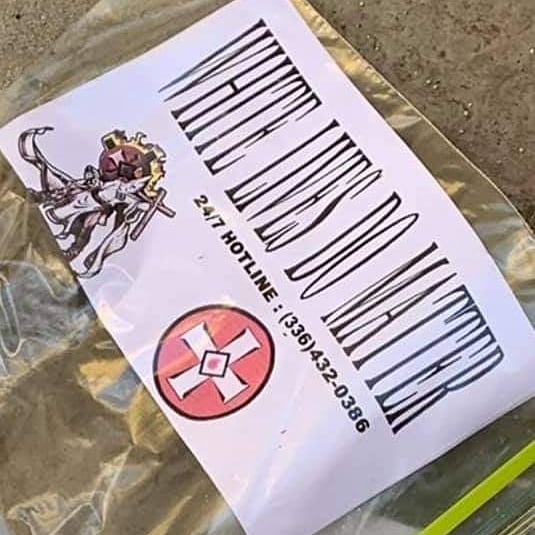 WHITE LIVES DO MATTER
24/7 HOTLINE : (336)432-0386